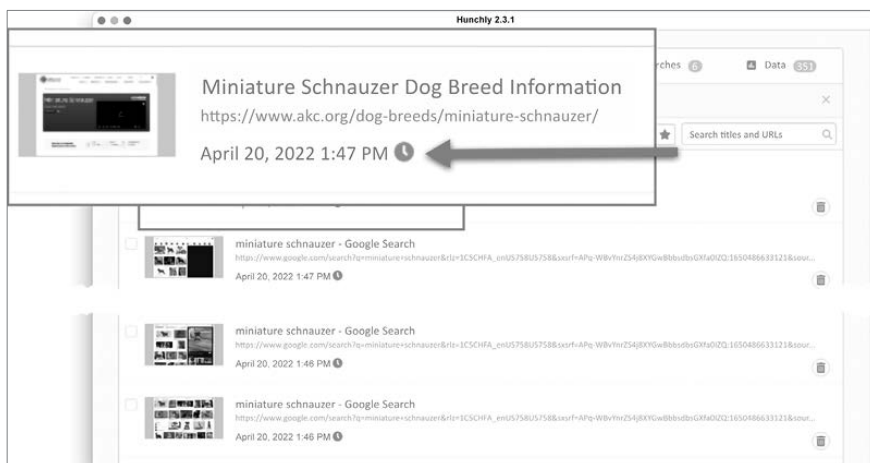 Hunchly 2.3.1
rches 6 Data 351
Miniature Schnauzer Dog Breed Information
https://www.akc.org/dog-breeds/miniature-schnauzer/
April 20, 2022 1:47 PM
Search titles and URLs
miniature schnauzer - Google Search
April 20, 2022 1:47 PM
miniature schnauzer - Google Search
April 20, 2022 1:46 PM
miniature schnauzer - Google Search
April 20, 2022 1:46 PM